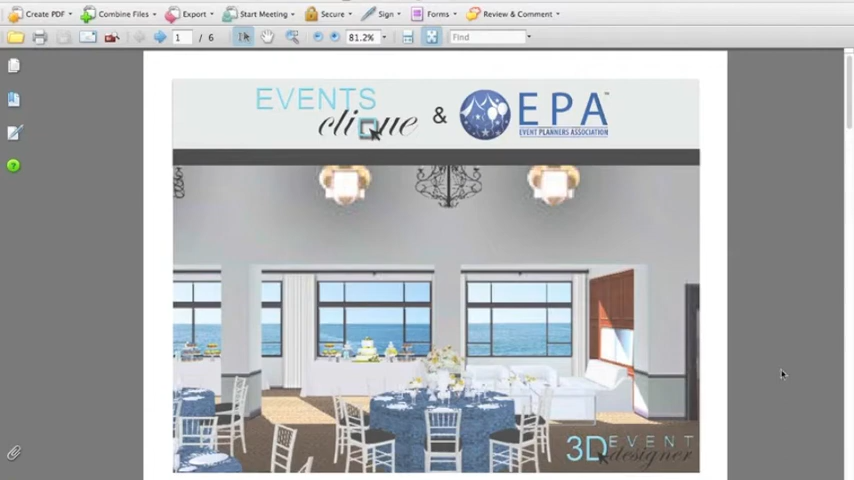 Create PDF Combine Files Export Start Meeting Secure Sign Forms Review & Comment
1 / 6 81.2% Find
EVENTS clique & EPA™
EVENT PLANNERS ASSOCIATION
3D EVENT designer